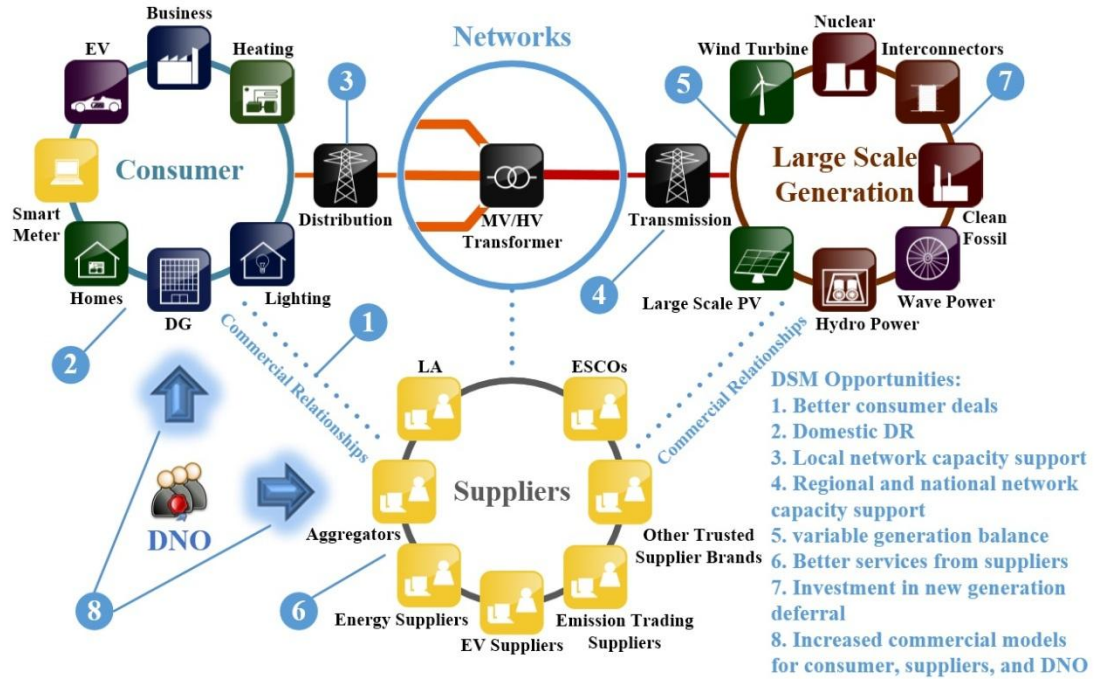 Business
EV
Heating
Consumer
Smart
Meter
Homes
DG
Lighting
3
Distribution
Networks
MV/HV
Transformer
Transmission
4
Nuclear
Wind Turbine
Interconnectors
5
7
Large Scale
Generation
Clean
Fossil
Large Scale PV
Hydro Power
Wave Power
2
1
Commercial Relationships
Commercial Relationships
LA
ESCOs
Suppliers
Aggregators
Other Trusted
Supplier Brands
Energy Suppliers
EV Suppliers
Emission Trading
Suppliers
DNO
8
6
DSM Opportunities:
1. Better consumer deals
2. Domestic DR
3. Local network capacity support
4. Regional and national network
capacity support
5. variable generation balance
6. Better services from suppliers
7. Investment in new generation
deferral
8. Increased commercial models
for consumer, suppliers, and DNO